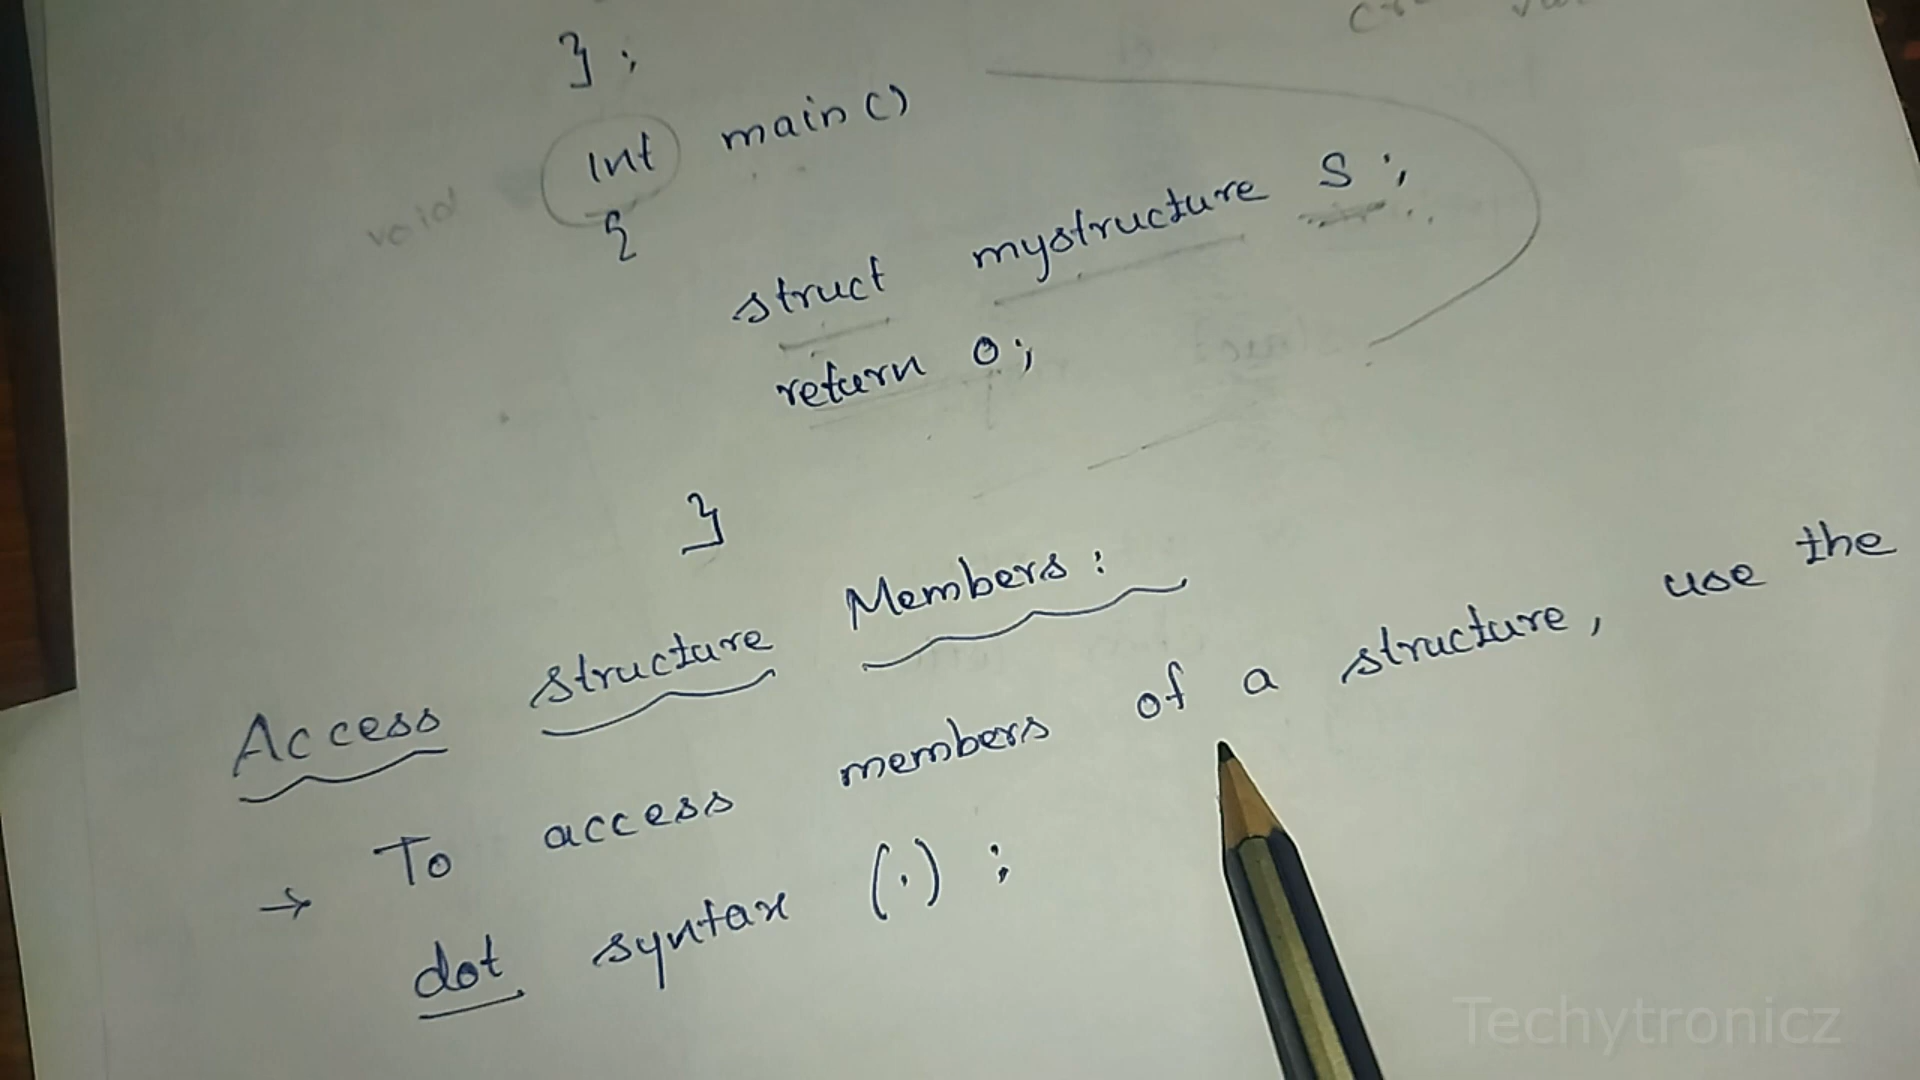 };
int main()
void
{
struct mystructure s;
return 0;
}
Access structure Members:
→ To access members of a structure, use the
dot syntax (.);
Techytronicz